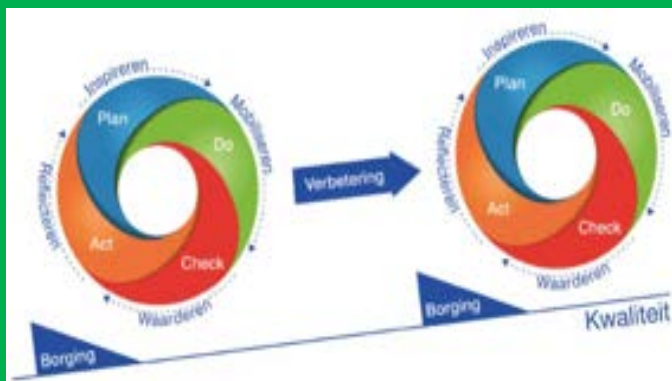 Inspireren
Plan
Mobiliseren
Do
Reflecteren
Act
Check
Waarderen
Borging
Verbetering
Inspireren
Plan
Mobiliseren
Do
Reflecteren
Act
Check
Waarderen
Borging
Kwaliteit